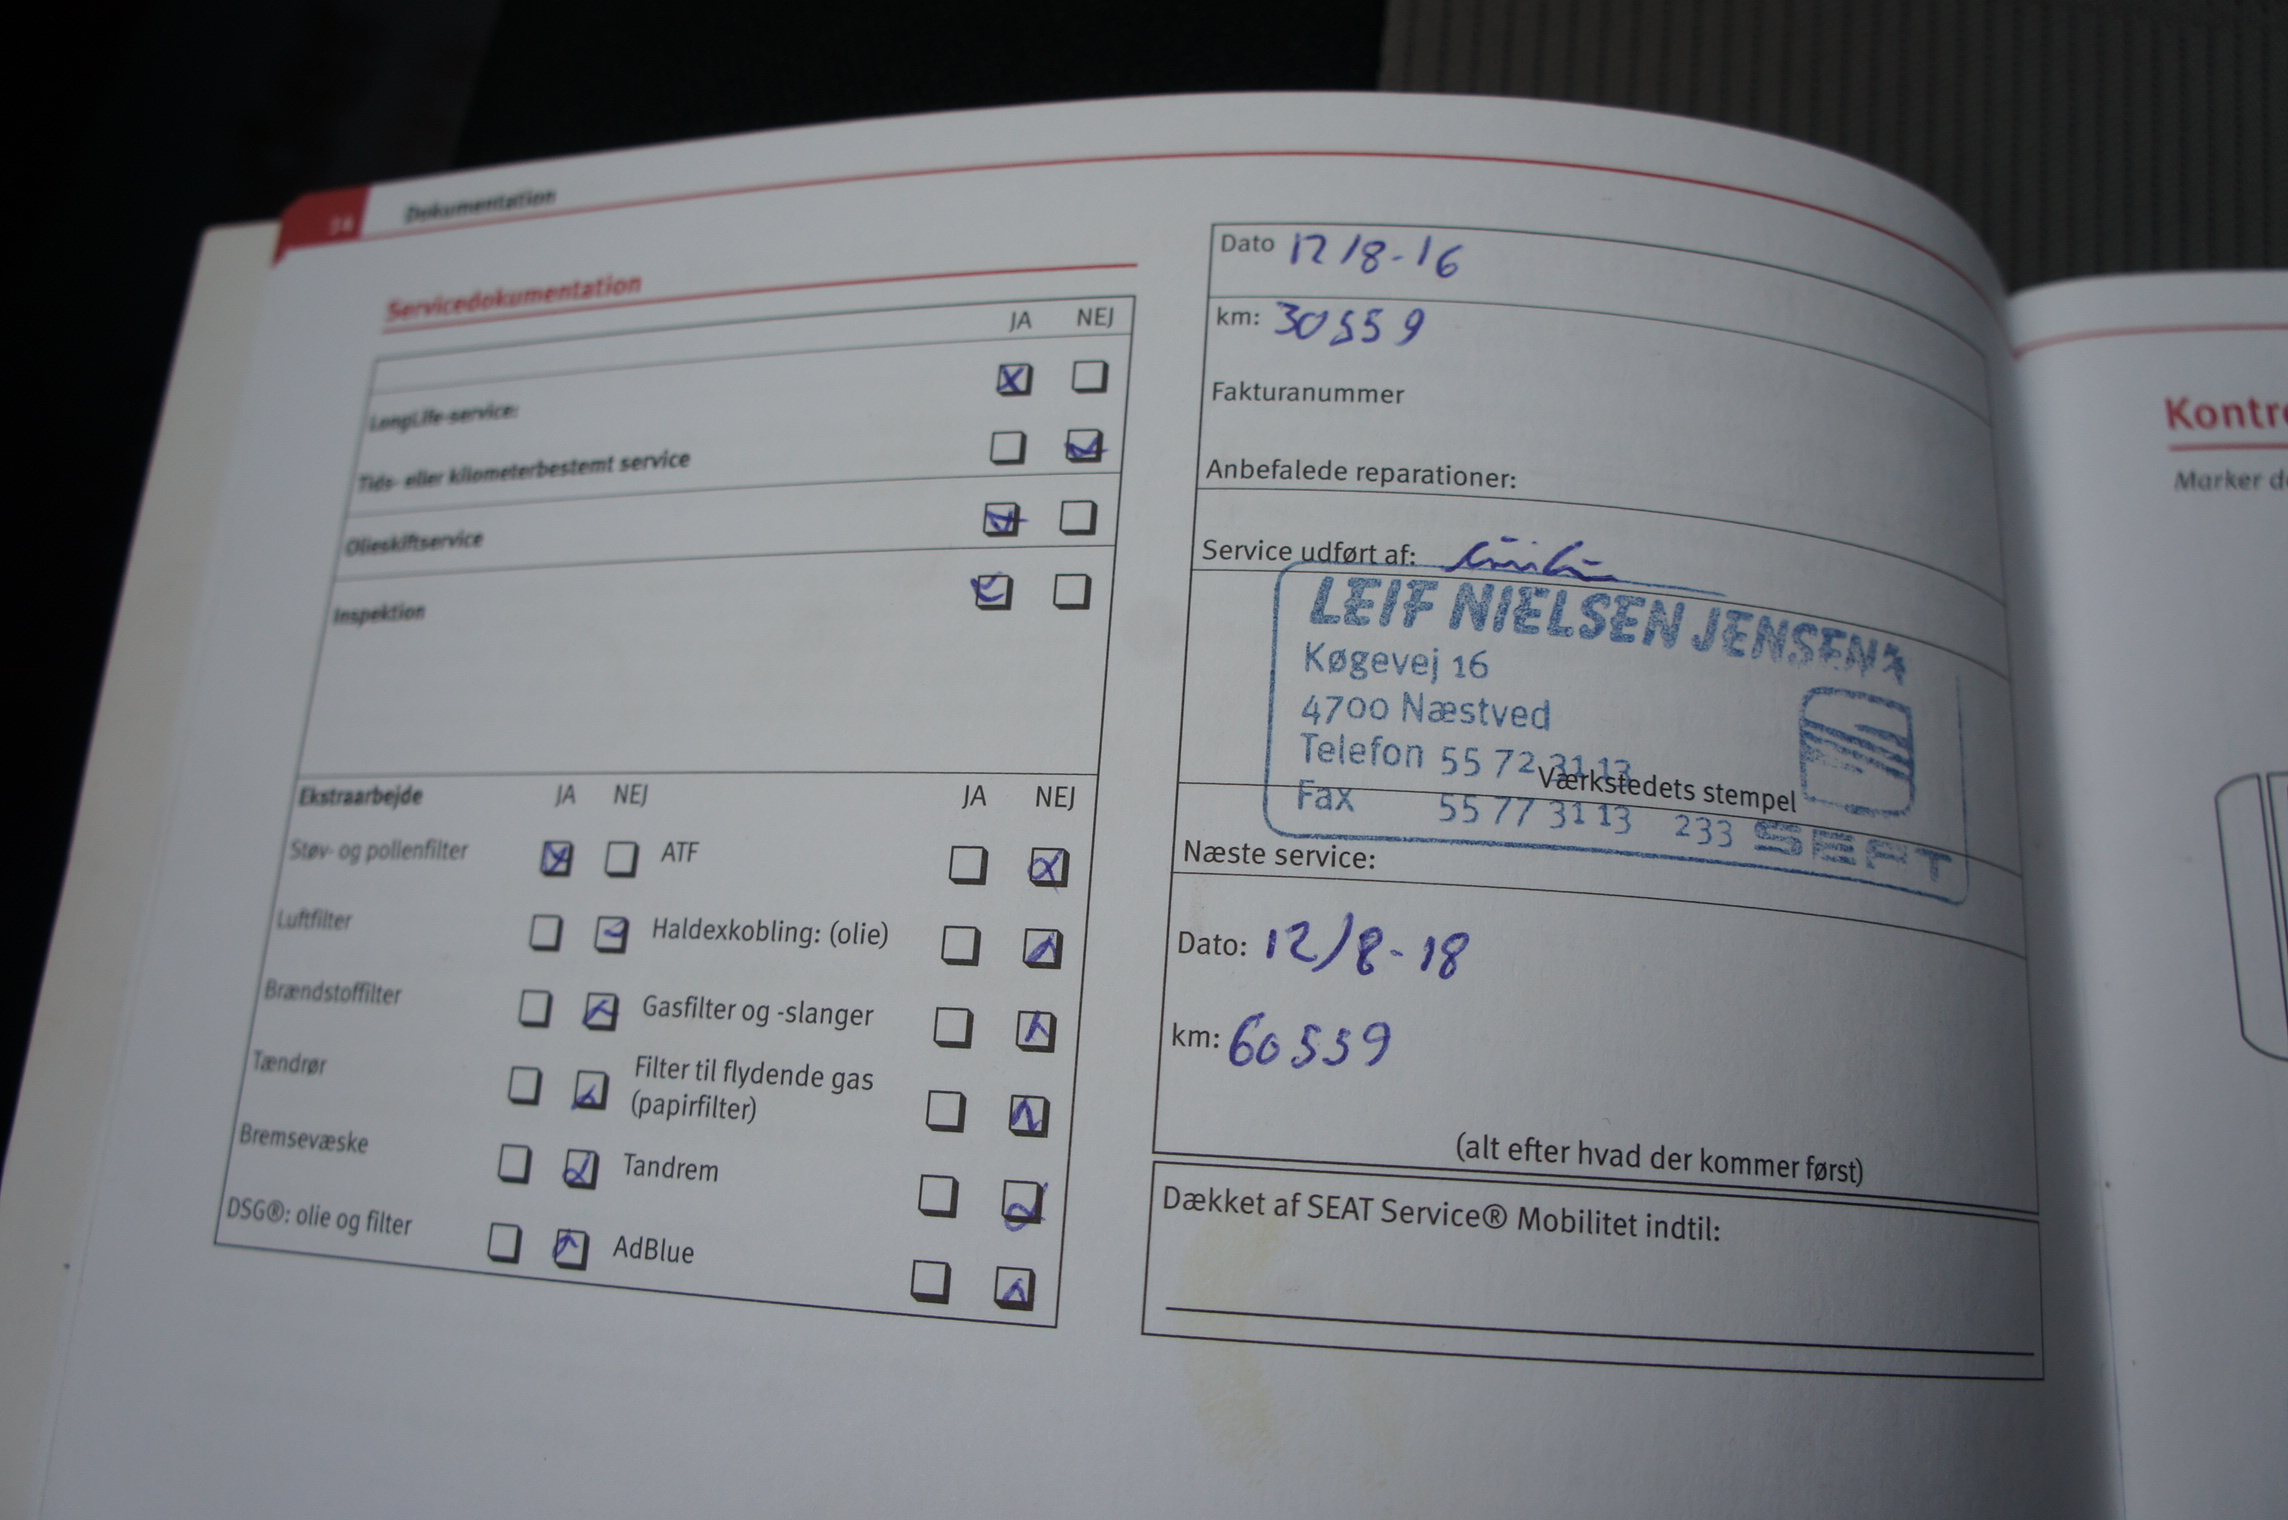 34 Dokumentation
Servicedokumentation
JA NEJ
LongLife-service:
Tids- eller kilometerbestemt service
Olieskiftservice
Inspektion
Ekstraarbejde JA NEJ JA NEJ
Støv- og pollenfilter ATF
Luftfilter Haldexkobling: (olie)
Brændstoffilter Gasfilter og -slanger
Tændrør Filter til flydende gas
(papirfilter)
Bremsevæske Tandrem
DSG®: olie og filter AdBlue
Dato 12/8-16
km: 30559
Fakturanummer
Anbefalede reparationer:
Service udført af:
LEIF NIELSEN JENSEN
Køgevej 16
4700 Næstved
Telefon 55 72 31 13
Værkstedets stempel
Fax 55 77 31 13 233 SEAT
Næste service:
Dato: 12/8-18
km: 60559
(alt efter hvad der kommer først)
Dækket af SEAT Service® Mobilitet indtil:
Marker